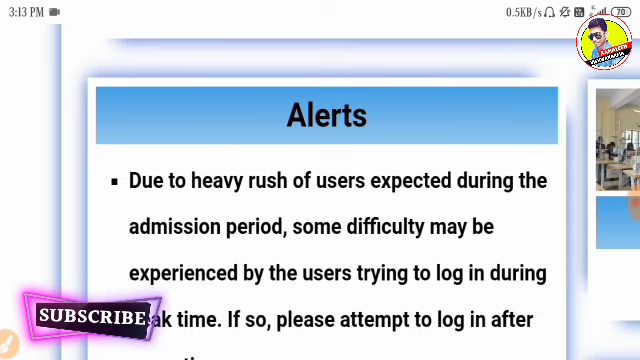 3:13 PM
0.5KB/s
70
Alerts
Due to heavy rush of users expected during the
admission period, some difficulty may be
experienced by the users trying to log in during
time. If so, please attempt to log in after
SUBSCRIBE